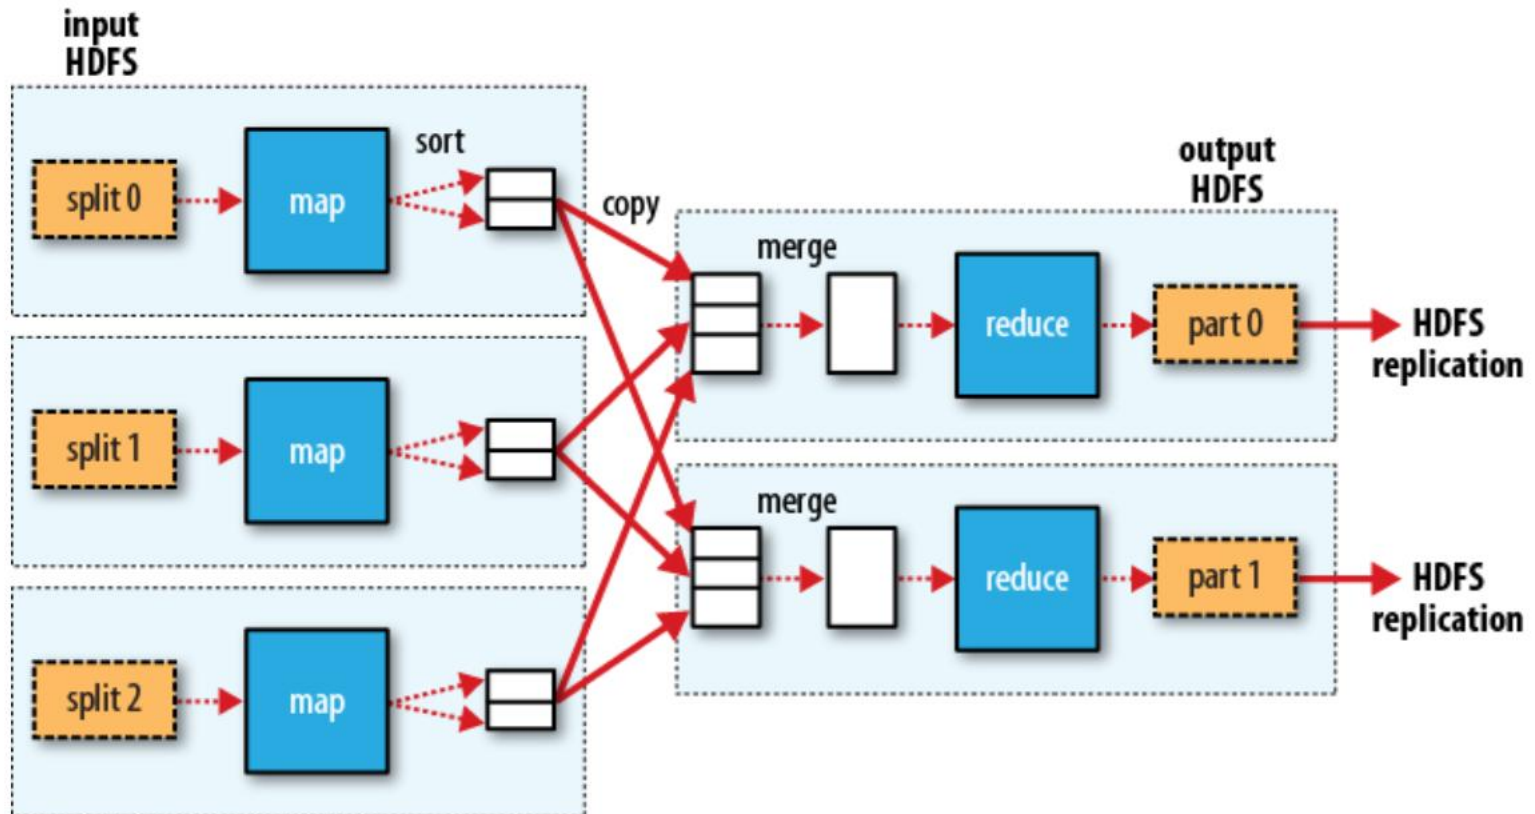 input
HDFS
sort
split 0
map
copy
output
HDFS
merge
reduce
part 0
HDFS
replication
split 1
map
merge
reduce
part 1
HDFS
replication
split 2
map